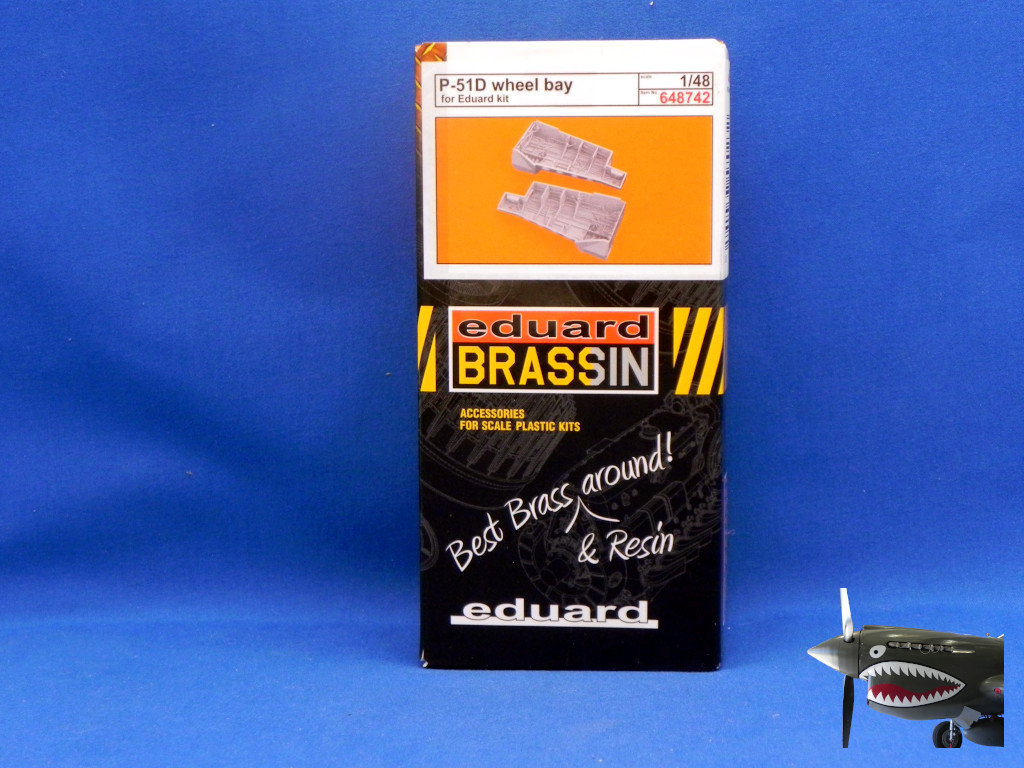 P-51D wheel bay
for Eduard kit
scale
1/48
Item No.
648742
eduard
BRASSIN
ACCESSORIES
FOR SCALE PLASTIC KITS
Best Brass around!
& Resin
eduard